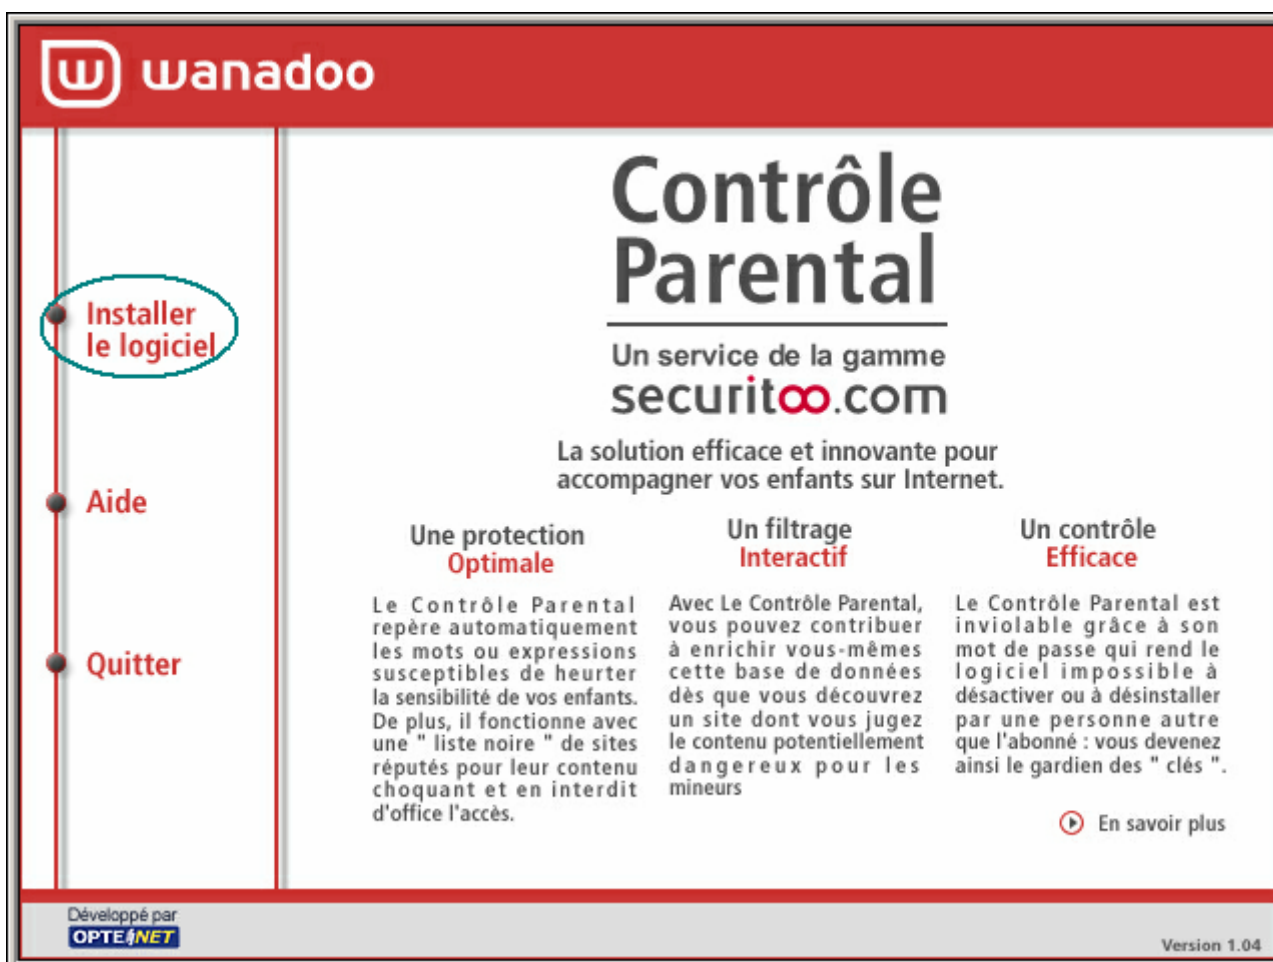 wanadoo
Contrôle
Parental
Un service de la gamme
securitoo.com
La solution efficace et innovante pour
accompagner vos enfants sur Internet.
Installer
le logiciel
Aide
Quitter
Une protection
Optimale
Le Contrôle Parental
repère automatiquement
les mots ou expressions
susceptibles de heurter
la sensibilité de vos enfants.
De plus, il fonctionne avec
une " liste noire " de sites
réputés pour leur contenu
choquant et en interdit
d'office l'accès.
Un filtrage
Interactif
Avec Le Contrôle Parental,
vous pouvez contribuer
à enrichir vous-mêmes
cette base de données
dès que vous découvrez
un site dont vous jugez
le contenu potentiellement
dangereux pour les
mineurs
Un contrôle
Efficace
Le Contrôle Parental est
inviolable grâce à son
mot de passe qui rend le
logiciel impossible à
désactiver ou à désinstaller
par une personne autre
que l'abonné : vous devenez
ainsi le gardien des " clés ".
En savoir plus
Développé par
OPTENET
Version 1.04